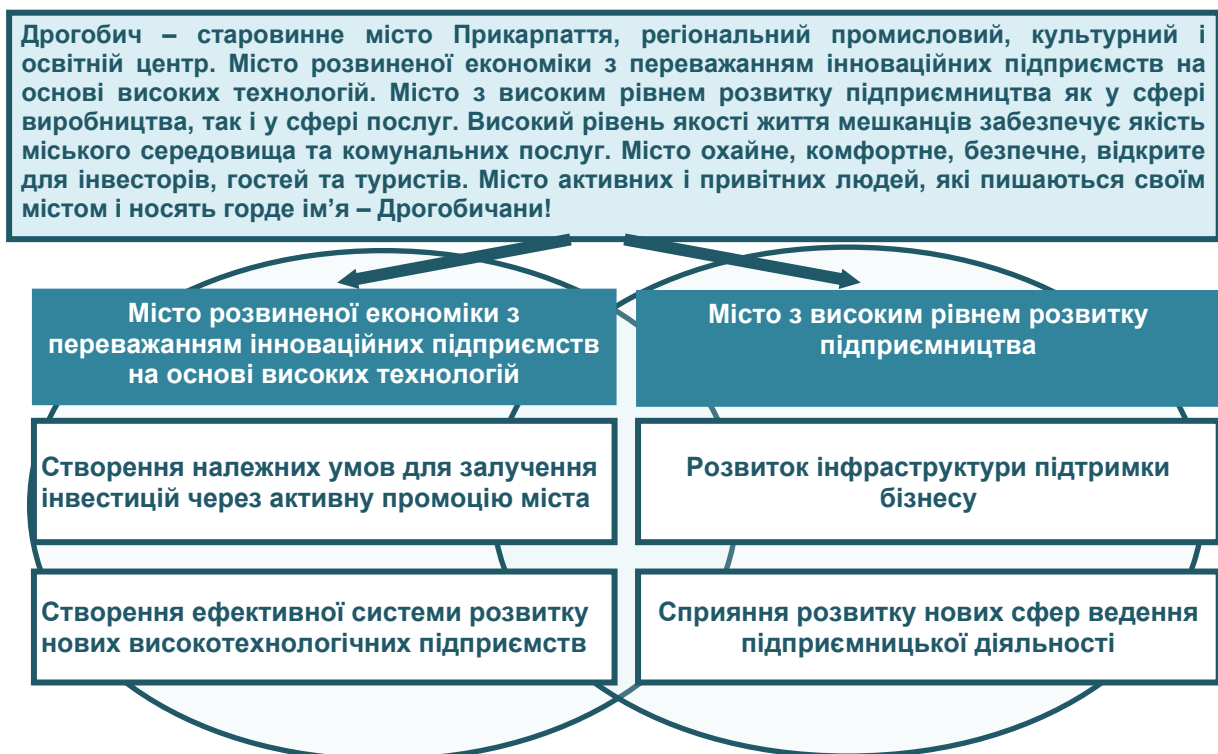 Дрогобич – старовинне місто Прикарпаття, регіональний промисловий, культурний і
освітній центр. Місто розвиненої економіки з переважанням інноваційних підприємств на
основі високих технологій. Місто з високим рівнем розвитку підприємництва як у сфері
виробництва, так і у сфері послуг. Високий рівень якості життя мешканців забезпечує якість
міського середовища та комунальних послуг. Місто охайне, комфортне, безпечне, відкрите
для інвесторів, гостей та туристів. Місто активних і привітних людей, які пишаються своїм
містом і носять горде ім’я – Дрогобичани!
Місто розвиненої економіки з
переважанням інноваційних підприємств
на основі високих технологій
Місто з високим рівнем розвитку
підприємництва
Створення належних умов для залучення
інвестицій через активну промоцію міста
Розвиток інфраструктури підтримки
бізнесу
Створення ефективної системи розвитку
нових високотехнологічних підприємств
Сприяння розвитку нових сфер ведення
підприємницької діяльності